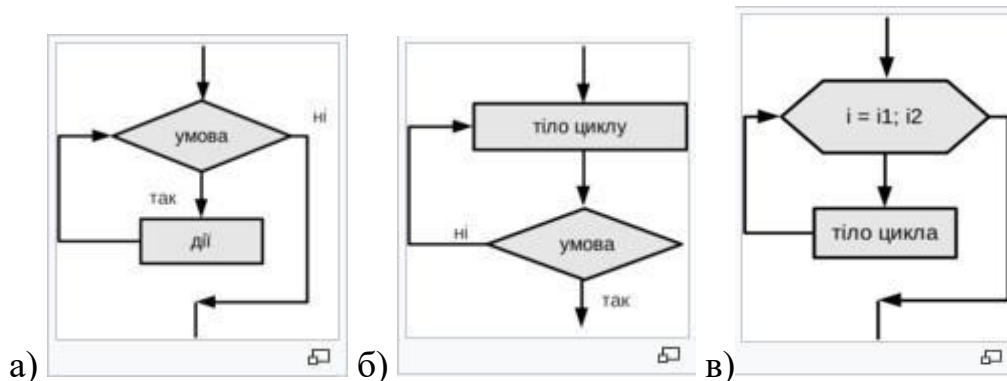 а)
ні
умова
так
дії
б)
тіло циклу
ні
умова
так
в)
i = i1; i2
тіло цикла